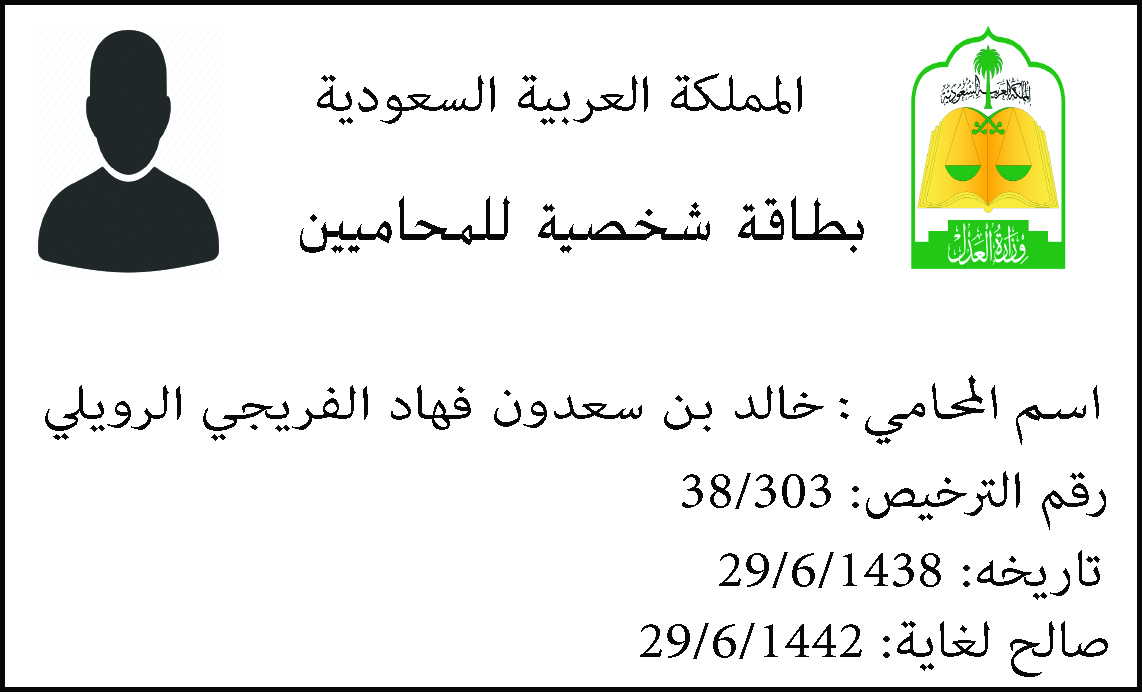 المملكة العربية السعودية
وزارة العدل
المملكة العربية السعودية
بطاقة شخصية للمحاميين
اسم المحامي : خالد بن سعدون فهاد الفريجي الرويلي
رقم الترخيص: 38/303
تاريخه: 29/6/1438
صالح لغاية: 29/6/1442